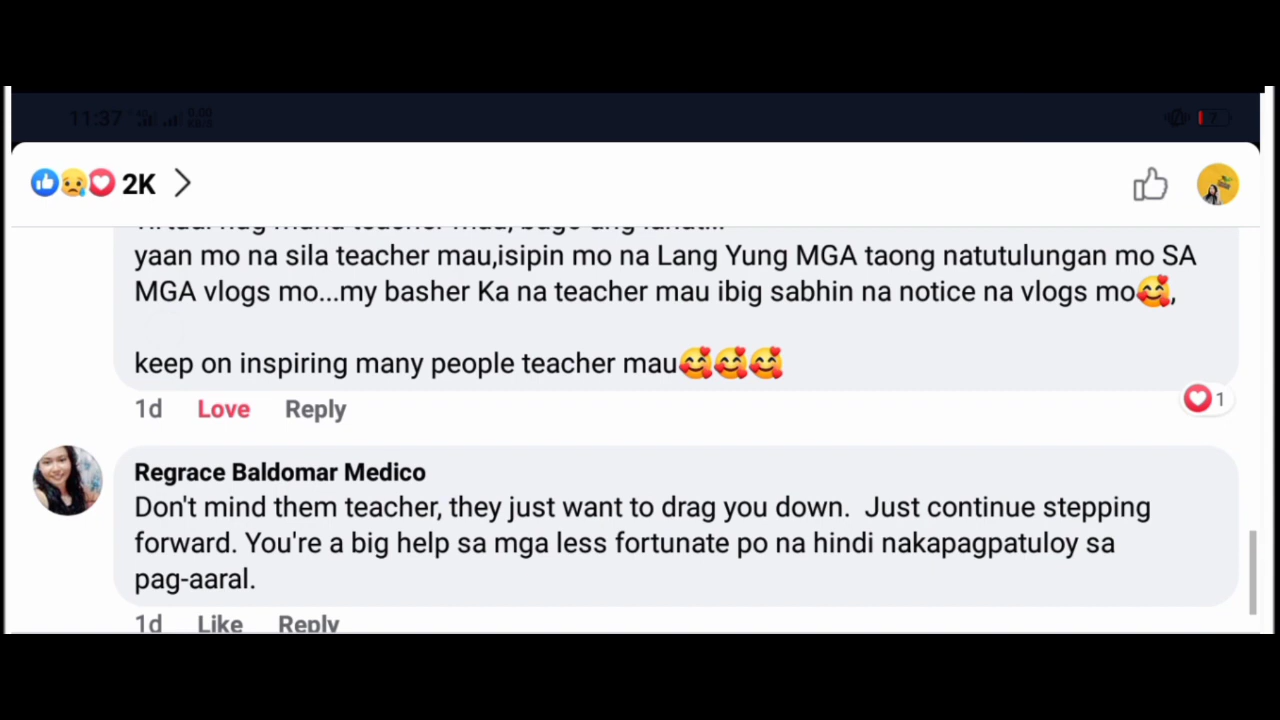 11:37
2K
yaan mo na sila teacher mau,isipin mo na Lang Yung MGA taong natutulungan mo SA
MGA vlogs mo...my basher Ka na teacher mau ibig sabhin na notice na vlogs mo🥰,
keep on inspiring many people teacher mau🥰🥰🥰
1d Love Reply
1
Regrace Baldomar Medico
Don't mind them teacher, they just want to drag you down. Just continue stepping
forward. You're a big help sa mga less fortunate po na hindi nakapagpatuloy sa
pag-aaral.
1d Like Reply